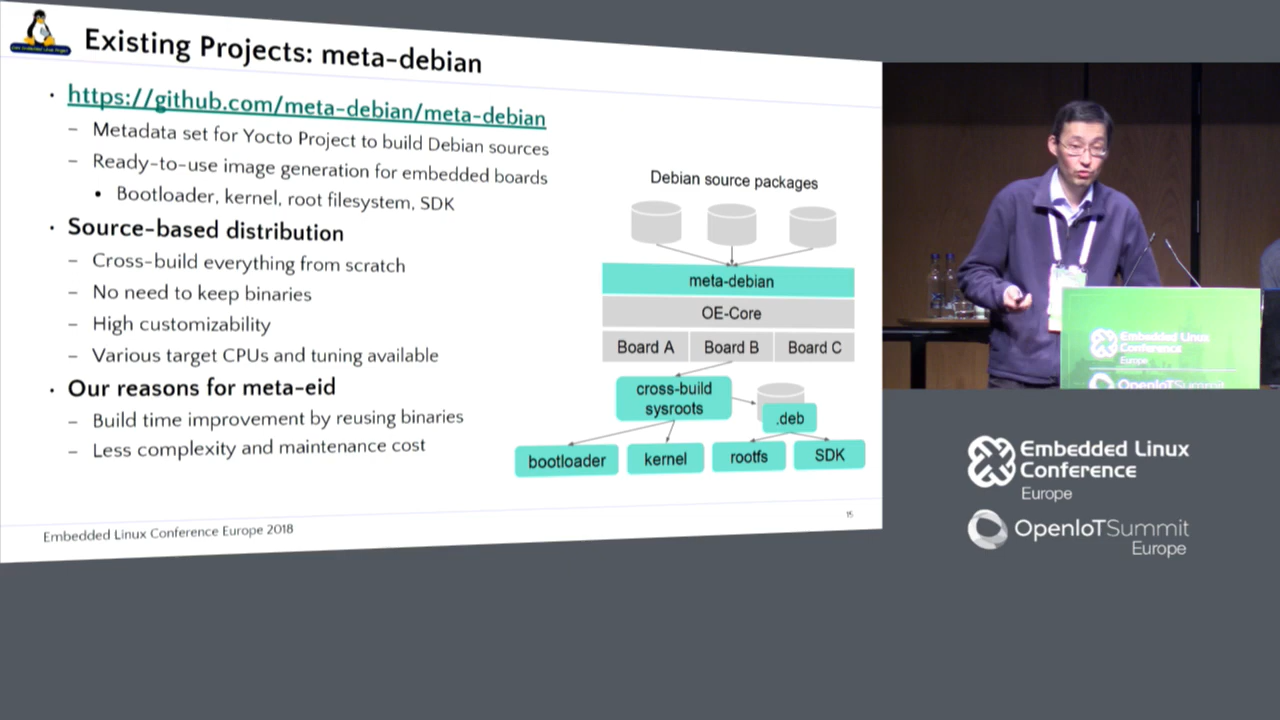 Existing Projects: meta-debian
· https://github.com/meta-debian/meta-debian
– Metadata set for Yocto Project to build Debian sources
– Ready-to-use image generation for embedded boards
• Bootloader, kernel, root filesystem, SDK
· Source-based distribution
– Cross-build everything from scratch
– No need to keep binaries
– High customizability
– Various target CPUs and tuning available
· Our reasons for meta-eid
– Build time improvement by reusing binaries
– Less complexity and maintenance cost
Debian source packages
meta-debian
OE-Core
Board A
Board B
Board C
cross-build
sysroots
.deb
bootloader
kernel
rootfs
SDK
Embedded Linux Conference Europe 2018
15
Embedded Linux
Conference
Europe
OpenIoTSummit
Embedded Linux
Conference
Europe
OpenIoTSummit
Europe